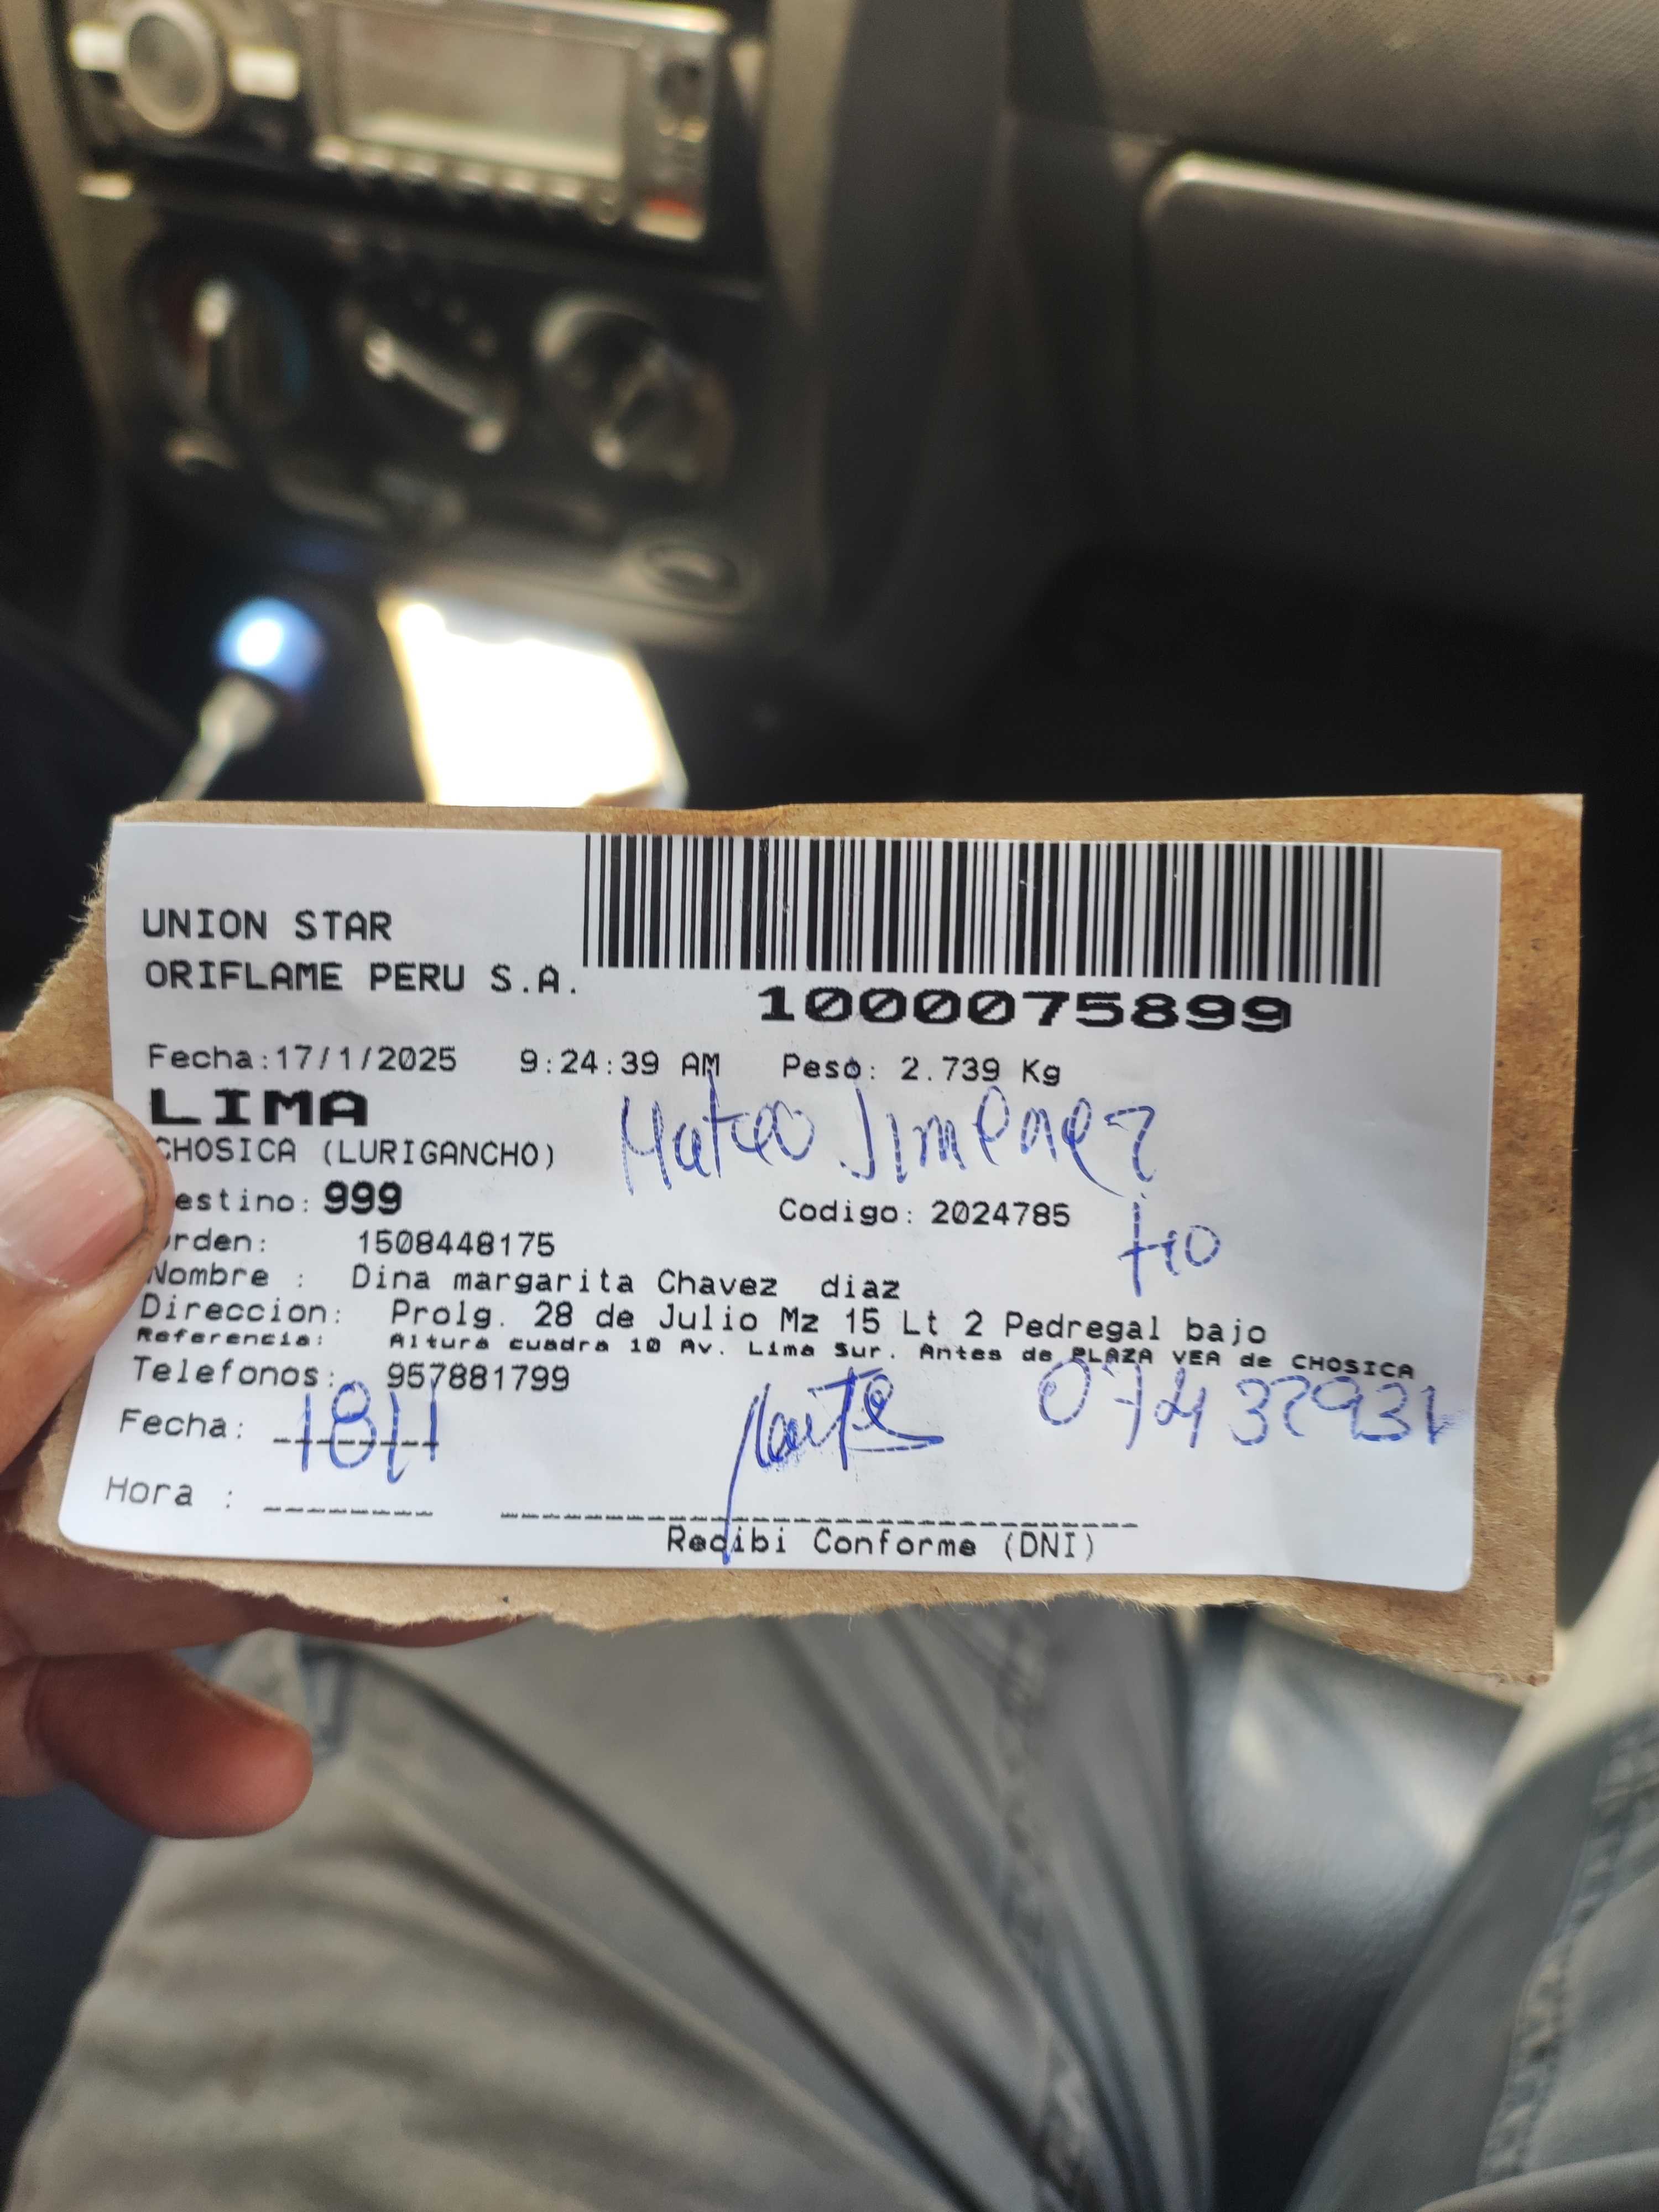 UNION STAR
ORIFLAME PERU S.A.
1000075899
Fecha:17/1/2025 9:24:39 AM Peso: 2.739 Kg
LIMA
CHOSICA (LURIGANCHO)
Mateo Jimenez
estino: 999 Codigo: 2024785
tio
rden: 1508448175
Nombre : Dina margarita Chavez diaz
Direccion: Prolg. 28 de Julio Mz 15 Lt 2 Pedregal bajo
Referencia: Altura cuadra 10 Av. Lima Sur. Antes de PLAZA VEA de CHOSICA
Telefonos: 957881799
Fecha: 18/1
Hora :
Recibi Conforme (DNI)